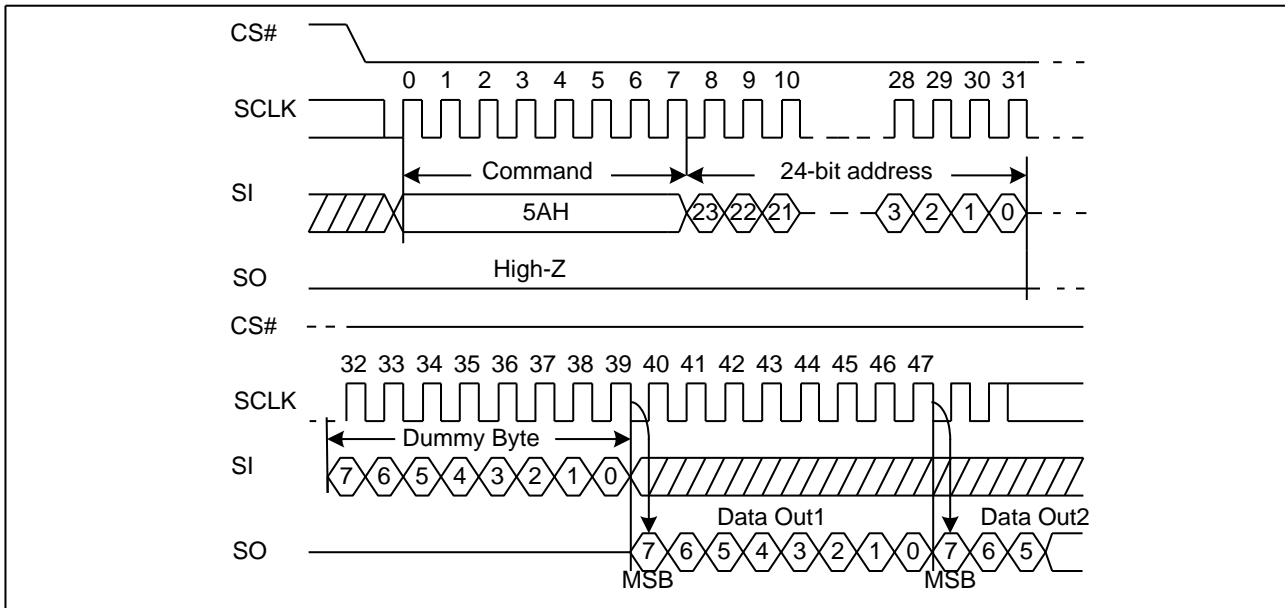 CS#
0 1 2 3 4 5 6 7 8 9 10 28 29 30 31
SCLK
Command 24-bit address
SI
5AH 23 22 21 3 2 1 0
High-Z
SO
CS#
32 33 34 35 36 37 38 39 40 41 42 43 44 45 46 47
SCLK
Dummy Byte
SI
7 6 5 4 3 2 1 0
Data Out1 Data Out2
SO
7 6 5 4 3 2 1 0 7 6 5
MSB MSB